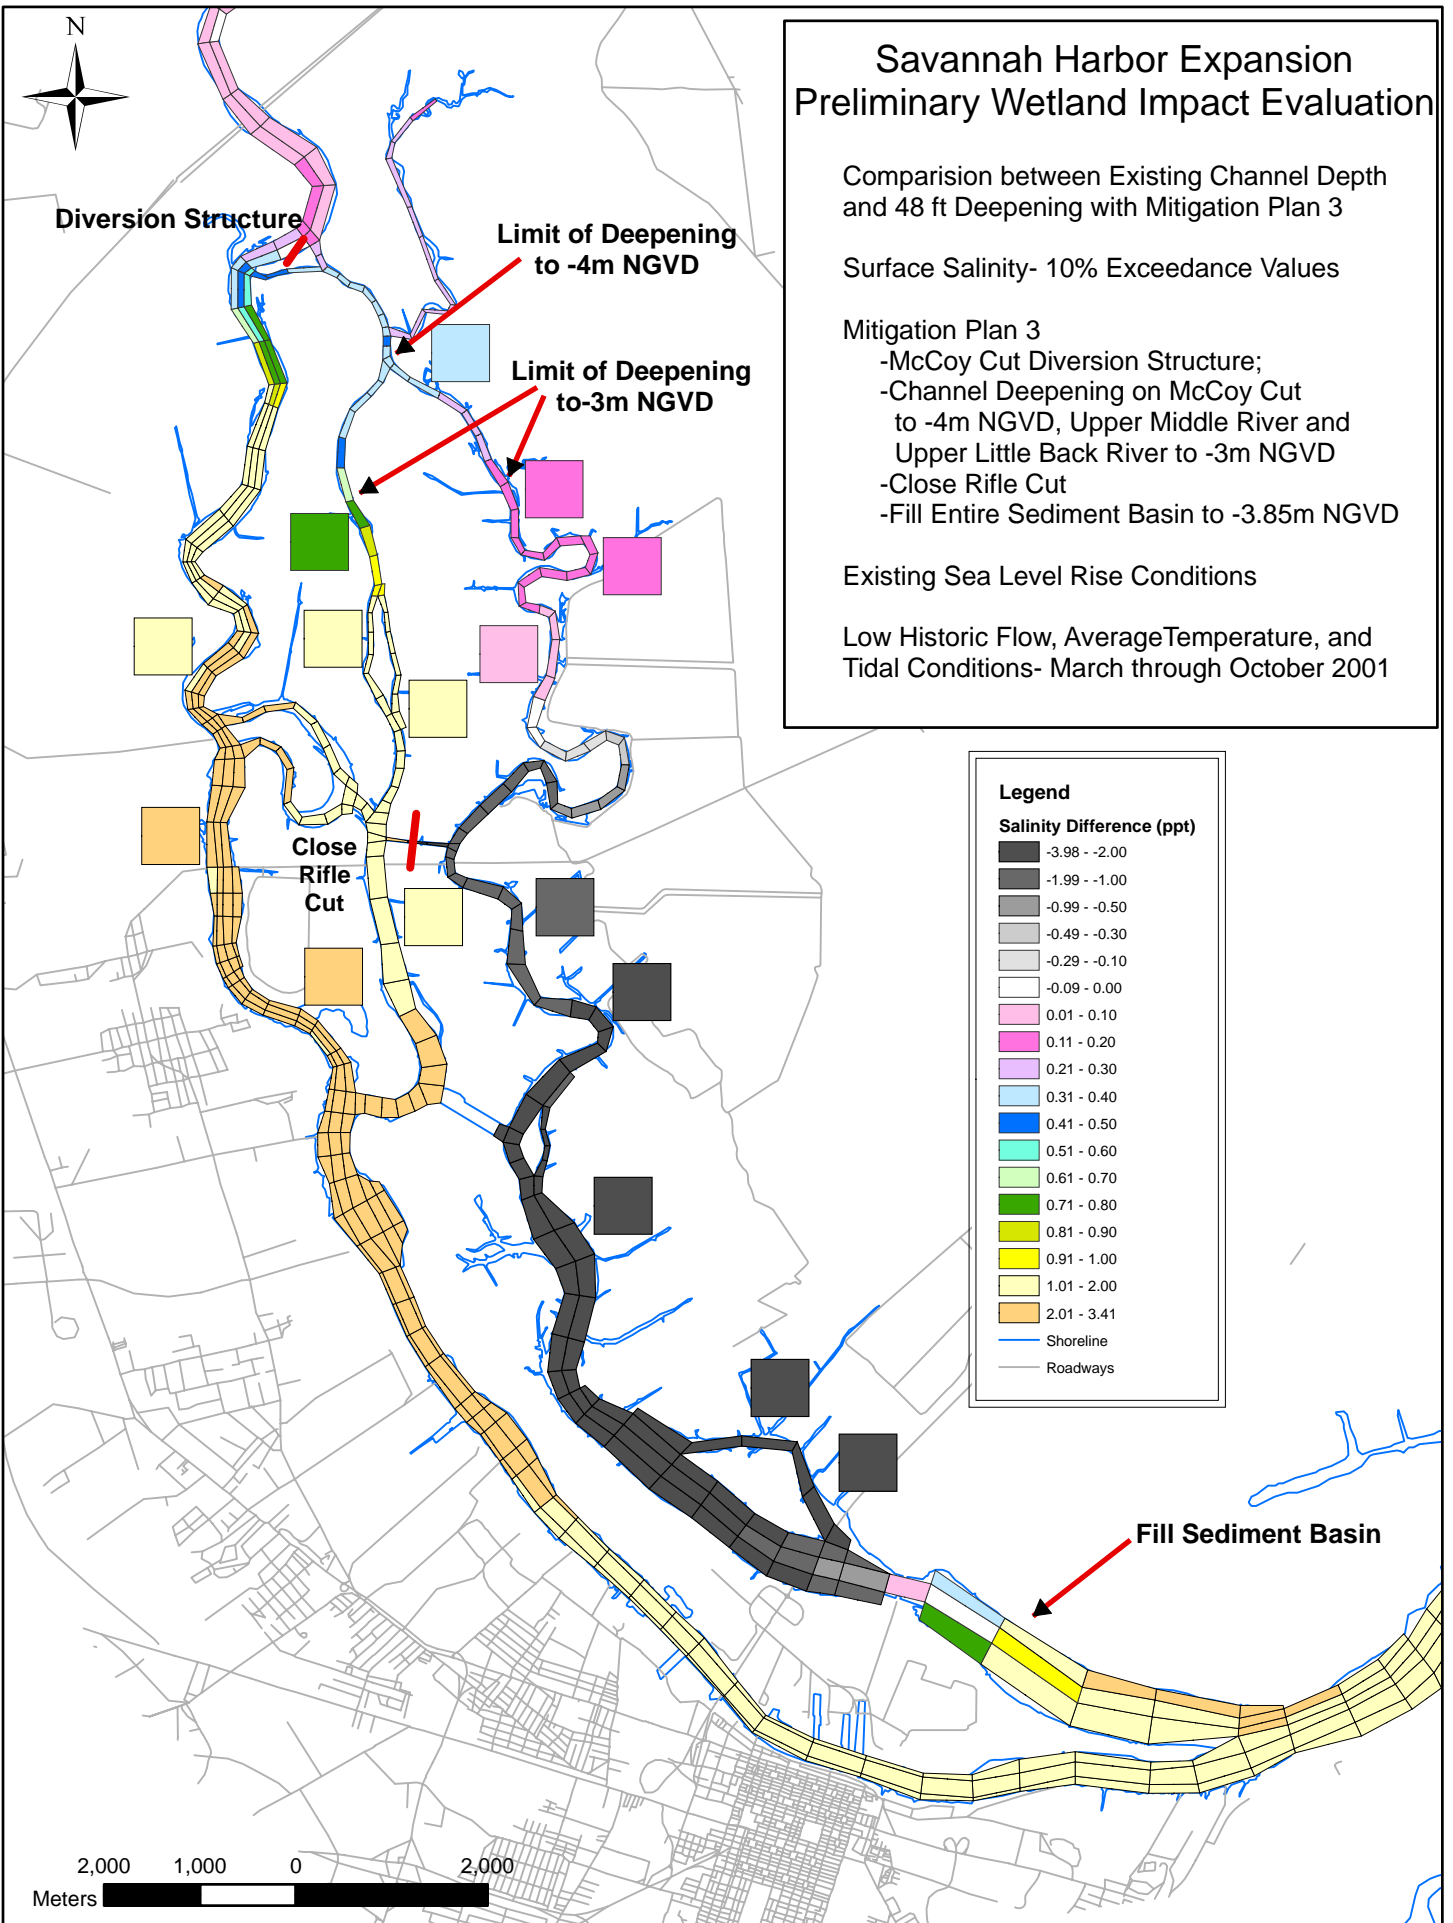 N
Savannah Harbor Expansion
Preliminary Wetland Impact Evaluation
Comparision between Existing Channel Depth
and 48 ft Deepening with Mitigation Plan 3
Surface Salinity- 10% Exceedance Values
Mitigation Plan 3
-McCoy Cut Diversion Structure;
-Channel Deepening on McCoy Cut
to -4m NGVD, Upper Middle River and
Upper Little Back River to -3m NGVD
-Close Rifle Cut
-Fill Entire Sediment Basin to -3.85m NGVD
Existing Sea Level Rise Conditions
Low Historic Flow, AverageTemperature, and
Tidal Conditions- March through October 2001
Diversion Structure
Limit of Deepening
to -4m NGVD
Limit of Deepening
to-3m NGVD
Close
Rifle
Cut
Legend
Salinity Difference (ppt)
-3.98 - -2.00
-1.99 - -1.00
-0.99 - -0.50
-0.49 - -0.30
-0.29 - -0.10
-0.09 - 0.00
0.01 - 0.10
0.11 - 0.20
0.21 - 0.30
0.31 - 0.40
0.41 - 0.50
0.51 - 0.60
0.61 - 0.70
0.71 - 0.80
0.81 - 0.90
0.91 - 1.00
1.01 - 2.00
2.01 - 3.41
Shoreline
Roadways
Fill Sediment Basin
2,000 1,000 0 2,000
Meters